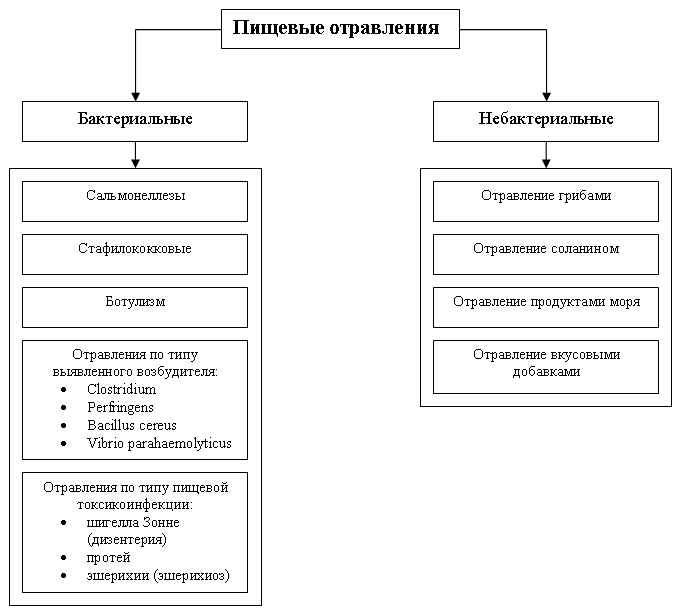 Пищевые отравления
Бактериальные
Сальмонеллезы
Стафилококковые
Ботулизм
Отравления по типу
выявленного возбудителя:
• Clostridium
• Perfringens
• Bacillus cereus
• Vibrio parahaemolyticus
Отравления по типу пищевой
токсикоинфекции:
• шигелла Зонне
(дизентерия)
• протей
• эшерихии (эшерихиоз)
Небактериальные
Отравление грибами
Отравление соланином
Отравление продуктами моря
Отравление вкусовыми
добавками